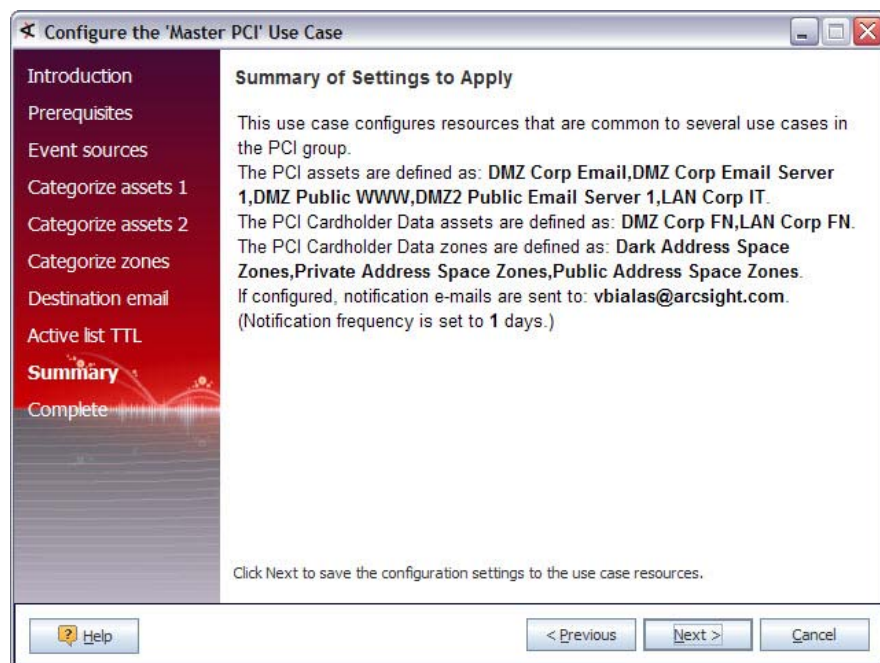 Configure the 'Master PCI' Use Case
Introduction
Prerequisites
Event sources
Categorize assets 1
Categorize assets 2
Categorize zones
Destination email
Active list TTL
Summary
Complete
Summary of Settings to Apply
This use case configures resources that are common to several use cases in
the PCI group.
The PCI assets are defined as: DMZ Corp Email,DMZ Corp Email Server
1,DMZ Public WWW,DMZ2 Public Email Server 1,LAN Corp IT.
The PCI Cardholder Data assets are defined as: DMZ Corp FN,LAN Corp FN.
The PCI Cardholder Data zones are defined as: Dark Address Space
Zones,Private Address Space Zones,Public Address Space Zones.
If configured, notification e-mails are sent to: vbialas@arcsight.com.
(Notification frequency is set to 1 days.)
Click Next to save the configuration settings to the use case resources.
Help
< Previous
Next >
Cancel